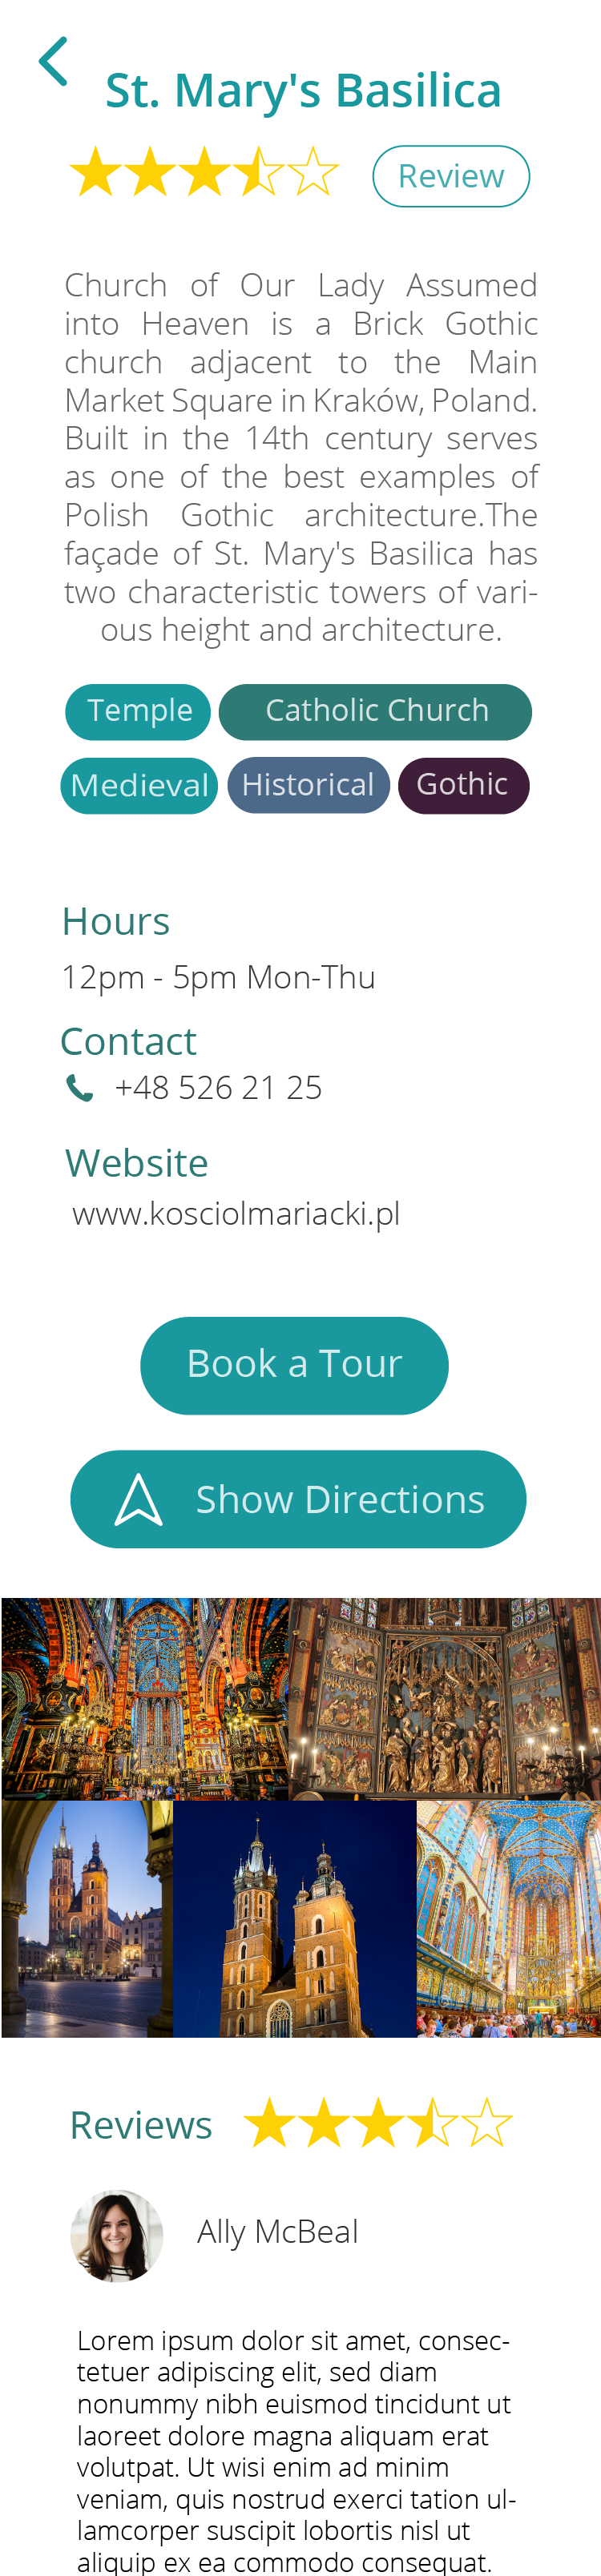 St. Mary's Basilica
Review
Church of Our Lady Assumed
into Heaven is a Brick Gothic
church adjacent to the Main
Market Square in Kraków, Poland.
Built in the 14th century serves
as one of the best examples of
Polish Gothic architecture.The
façade of St. Mary's Basilica has
two characteristic towers of vari-
ous height and architecture.
Temple Catholic Church
Medieval Historical Gothic
Hours
12pm - 5pm Mon-Thu
Contact
+48 526 21 25
Website
www.kosciolmariacki.pl
Book a Tour
Show Directions
Reviews
Ally McBeal
Lorem ipsum dolor sit amet, consec-
tetuer adipiscing elit, sed diam
nonummy nibh euismod tincidunt ut
laoreet dolore magna aliquam erat
volutpat. Ut wisi enim ad minim
veniam, quis nostrud exerci tation ul-
lamcorper suscipit lobortis nisl ut
aliquip ex ea commodo consequat.